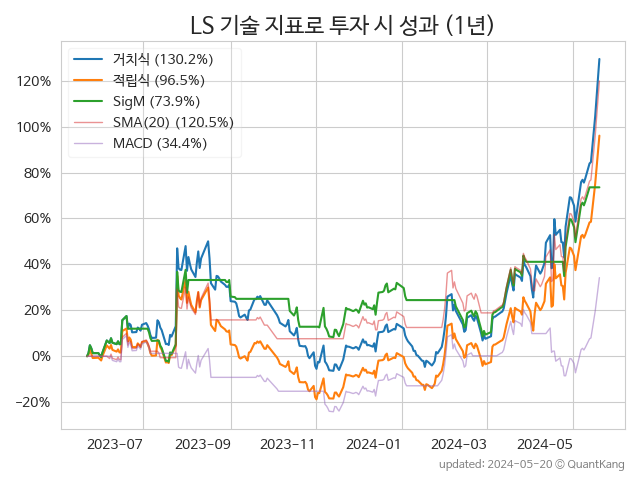 LS 기술 지표로 투자 시 성과 (1년)
거치식 (130.2%)
적립식 (96.5%)
SigM (73.9%)
SMA(20) (120.5%)
MACD (34.4%)
120%
100%
80%
60%
40%
20%
0%
−20%
2023-07
2023-09
2023-11
2024-01
2024-03
2024-05
updated: 2024-05-20 © QuantKang